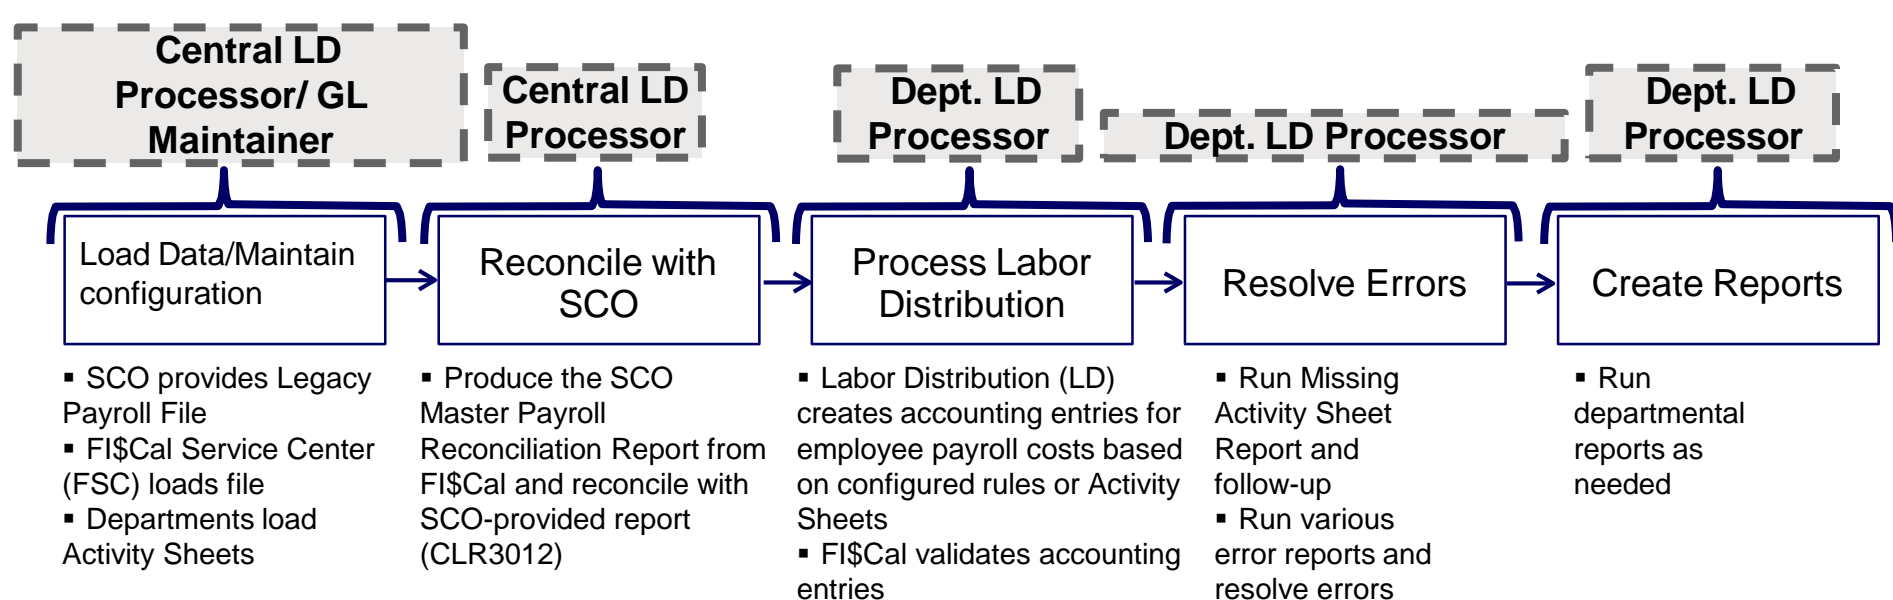 Central LD
Processor/ GL
Maintainer
Central LD
Processor
Dept. LD
Processor
Dept. LD Processor
Dept. LD
Processor
Load Data/Maintain
configuration
Reconcile with
SCO
Process Labor
Distribution
Resolve Errors
Create Reports
▪ SCO provides Legacy
Payroll File
▪ FI$Cal Service Center
(FSC) loads file
▪ Departments load
Activity Sheets
▪ Produce the SCO
Master Payroll
Reconciliation Report from
FI$Cal and reconcile with
SCO-provided report
(CLR3012)
▪ Labor Distribution (LD)
creates accounting entries for
employee payroll costs based
on configured rules or Activity
Sheets
▪ FI$Cal validates accounting
entries
▪ Run Missing
Activity Sheet
Report and
follow-up
▪ Run various
error reports and
resolve errors
▪ Run
departmental
reports as
needed